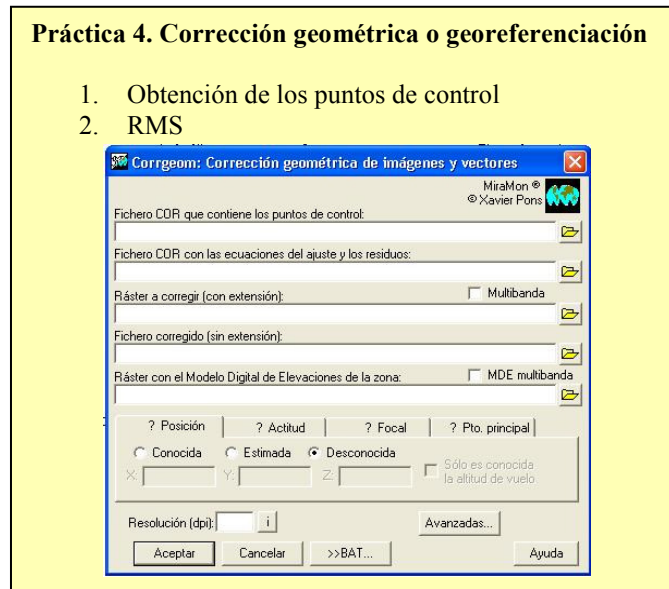 Práctica 4. Corrección geométrica o georeferenciación
1. Obtención de los puntos de control
2. RMS
Corrgeom: Corrección geométrica de imágenes y vectores
MiraMon ®
© Xavier Pons
Fichero COR que contiene los puntos de control:
Fichero COR con las ecuaciones del ajuste y los residuos:
Ráster a corregir (con extensión): Multibanda
Fichero corregido (sin extensión):
Ráster con el Modelo Digital de Elevaciones de la zona: MDE multibanda
? Posición ? Actitud ? Focal ? Pto. principal
Conocida Estimada Desconocida
X: Y: Z: Sólo es conocida
la altitud de vuelo
Resolución (dpi): i Avanzadas...
Aceptar Cancelar >>BAT... Ayuda